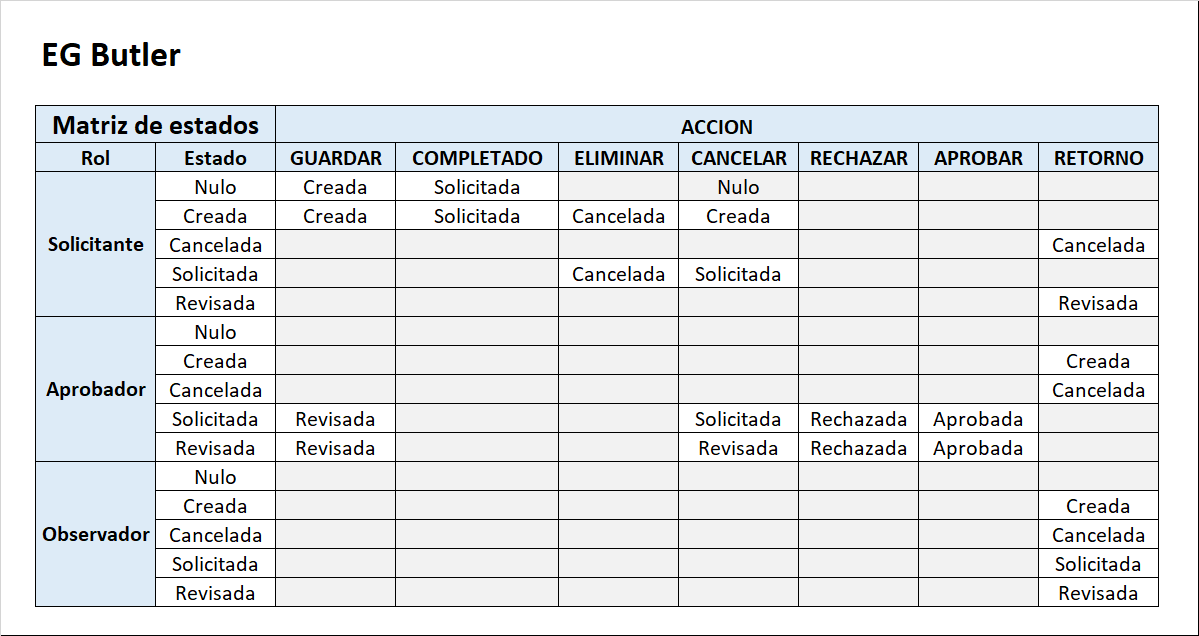 EG Butler
Matriz de estados ACCION
Rol Estado GUARDAR COMPLETADO ELIMINAR CANCELAR RECHAZAR APROBAR RETORNO
Nulo Creada Solicitada Nulo
Creada Creada Solicitada Cancelada Creada
Solicitante Cancelada Cancelada
Solicitada Cancelada Solicitada
Revisada Revisada
Nulo
Creada Creada
Aprobador Cancelada Cancelada
Solicitada Revisada Solicitada Rechazada Aprobada
Revisada Revisada Revisada Rechazada Aprobada
Nulo
Creada Creada
Observador Cancelada Cancelada
Solicitada Solicitada
Revisada Revisada